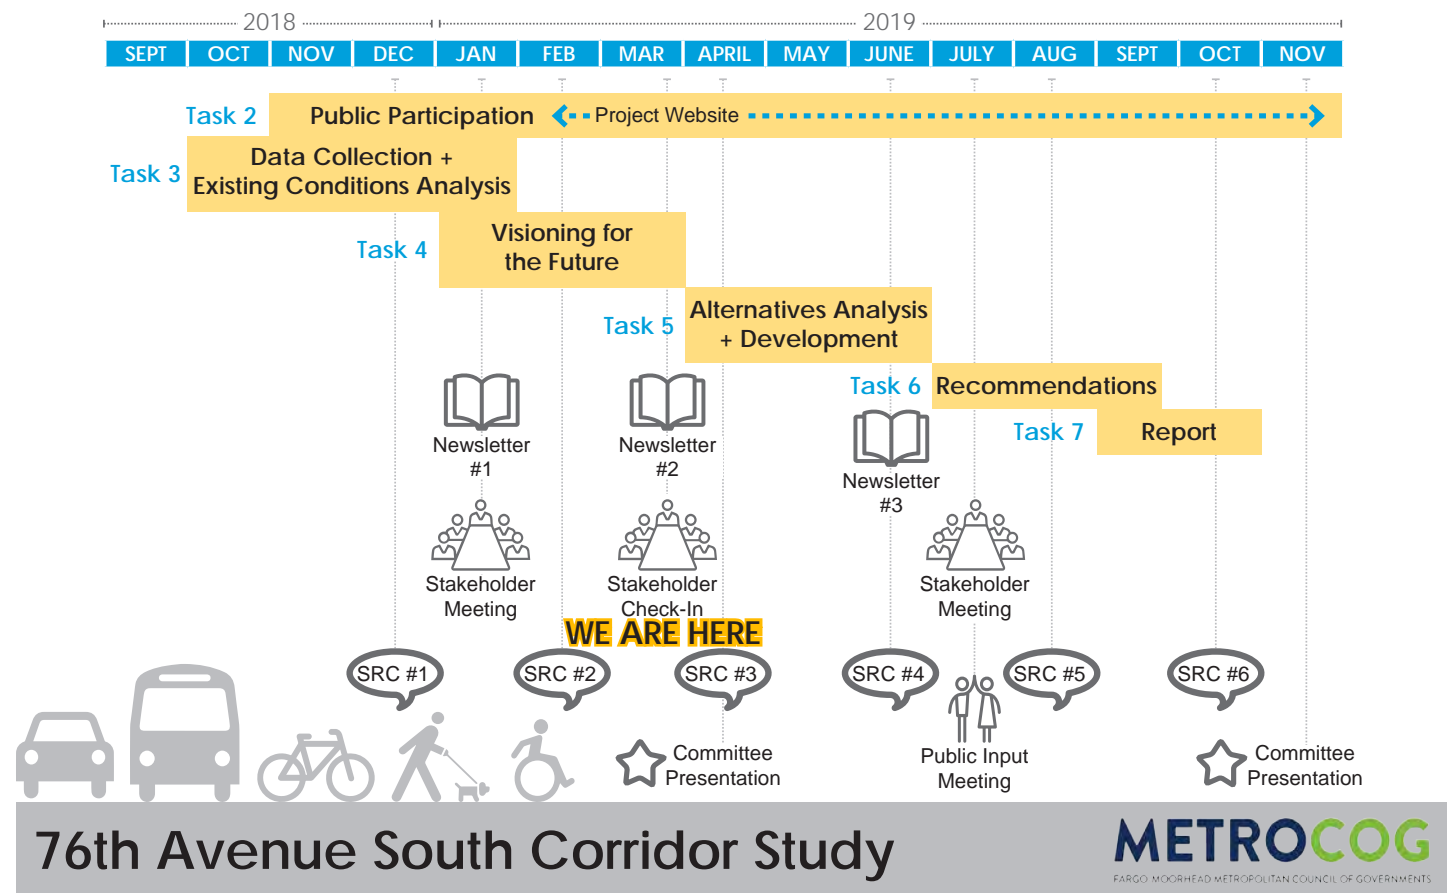 2018
2019
SEPT OCT NOV DEC JAN FEB MAR APRIL MAY JUNE JULY AUG SEPT OCT NOV
Task 2
Public Participation
Project Website
Task 3
Data Collection +
Existing Conditions Analysis
Task 4
Visioning for
the Future
Task 5
Alternatives Analysis
+ Development
Task 6
Recommendations
Task 7
Report
Newsletter
#1
Newsletter
#2
Newsletter
#3
Stakeholder
Meeting
Stakeholder
Check-In
Stakeholder
Meeting
WE ARE HERE
SRC #1
SRC #2
SRC #3
SRC #4
SRC #5
SRC #6
Committee
Presentation
Public Input
Meeting
Committee
Presentation
76th Avenue South Corridor Study
METROCOG
FARGO MOORHEAD METROPOLITAN COUNCIL OF GOVERNMENTS